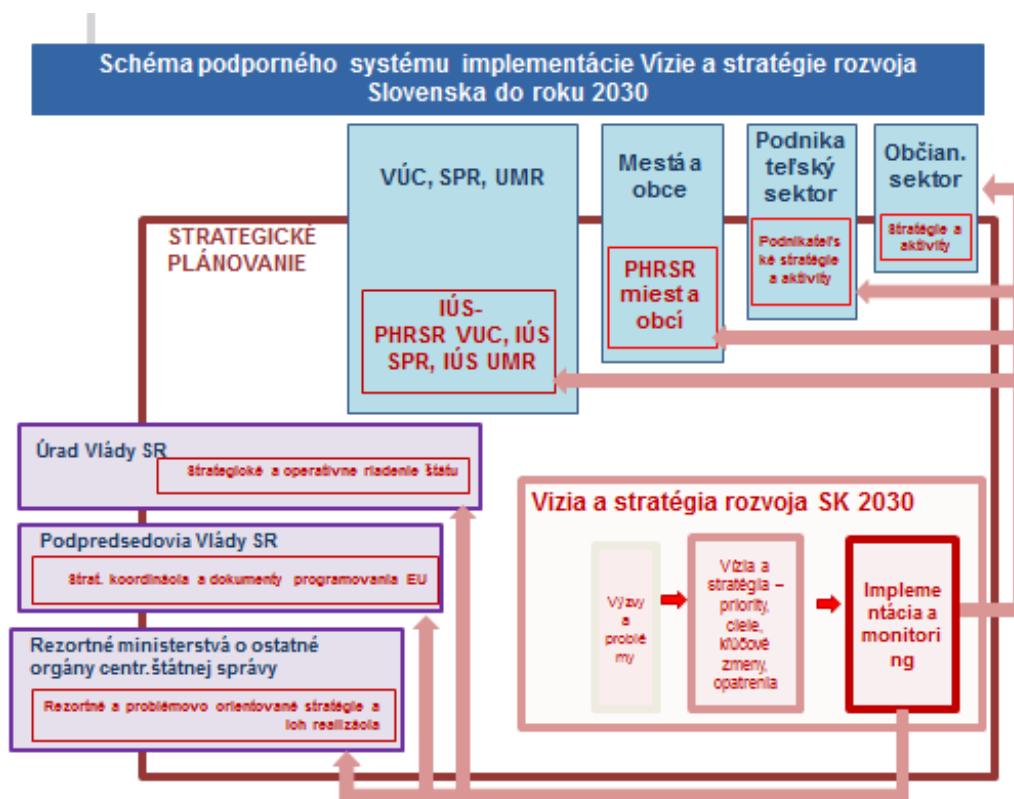 Schéma podporného systému implementácie Vízie a stratégie rozvoja
Slovenska do roku 2030
VÚC, SPR, UMR
Mestá a
obce
Podnika
teľský
sektor
Občian.
sektor
STRATEGICKÉ
PLÁNOVANIE
IÚS-
PHRSR VUC, IÚS
SPR, IÚS UMR
PHRSR
miest a
obcí
Podnikateľs
ké stratégie
a aktivity
Stratégie a
aktivity
Úrad Vlády SR
Strategické a operatívne riadenie štátu
Podpredsedovia Vlády SR
Strat. koordinácia a dokumenty programovania EU
Rezortné ministerstvá o ostatné
orgány centr.štátnej správy
Rezortné a problémovo orientované stratégie a
ich realizácia
Vizia a stratégia rozvoja SK 2030
Výzvy
a
problé
my
Vízia a
stratégia –
priority,
ciele,
kľúčové
zmeny,
opatrenia
Impleme
ntácia a
monitori
ng